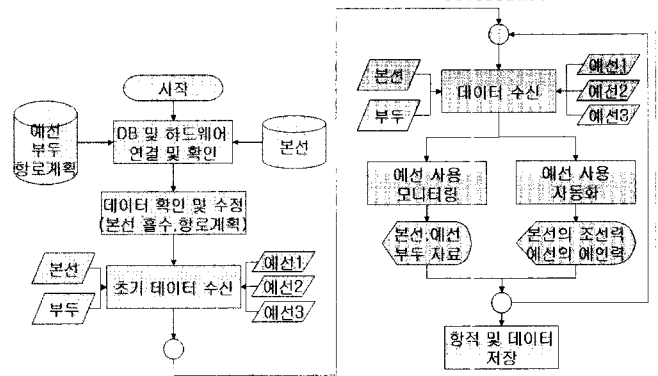 시작
예선
부두
항로계획
DB 및 하드웨어
연결 및 확인
본선
데이터 확인 및 수정
(본선 흘수,항로계획)
본선
부두
초기 데이터 수신
예선1
예선2
예선3
본선
부두
데이터 수신
예선1
예선2
예선3
예선 사용
모니터링
예선 사용
자동화
본선,예선
부두 자료
본선의 조선력
예선의 예인력
항적 및 데이터
저장